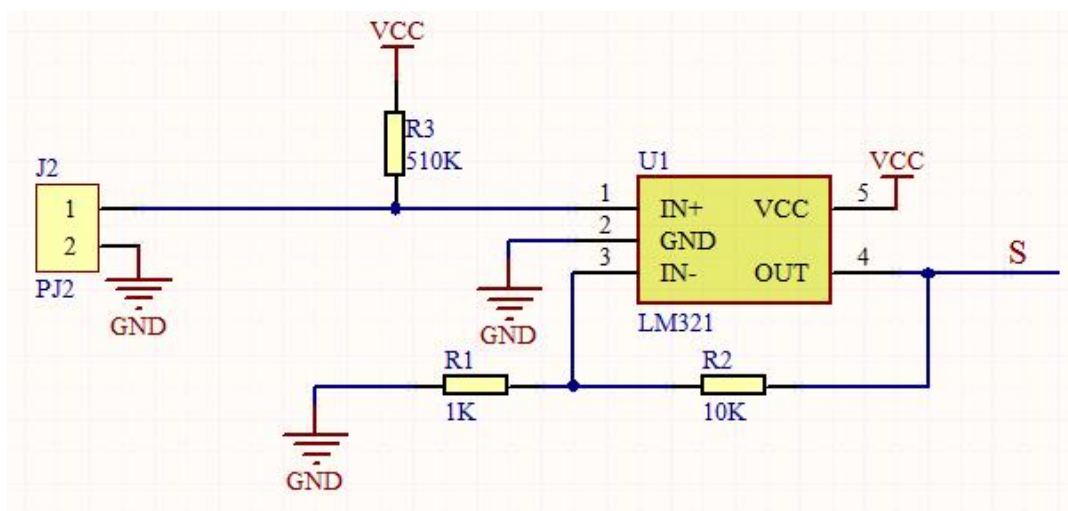 VCC
R3
510K
J2
1
2
PJ2
GND
U1
1
2
3
IN+
GND
IN-
VCC
OUT
5
4
LM321
VCC
S
GND
R1
1K
R2
10K
GND